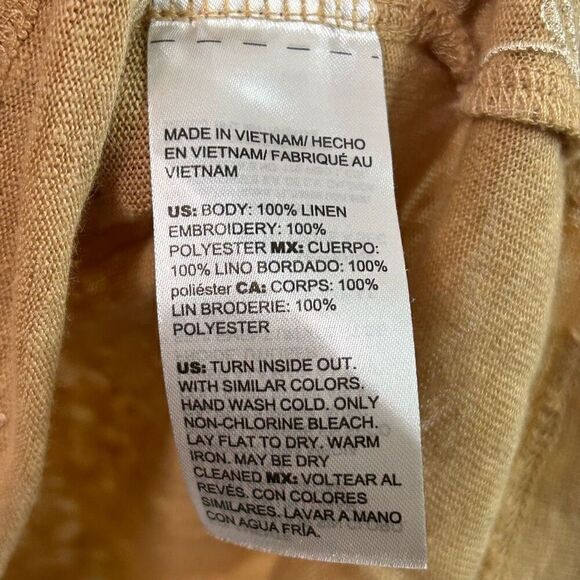 MADE IN VIETNAM/ HECHO
EN VIETNAM/ FABRIQUÉ AU
VIETNAM
US: BODY: 100% LINEN
EMBROIDERY: 100%
POLYESTER MX: CUERPO:
100% LINO BORDADO: 100%
poliéster CA: CORPS: 100%
LIN BRODERIE: 100%
POLYESTER
US: TURN INSIDE OUT.
WITH SIMILAR COLORS.
HAND WASH COLD. ONLY
NON-CHLORINE BLEACH.
LAY FLAT TO DRY. WARM
IRON. MAY BE DRY
CLEANED MX: VOLTEAR AL
REVÉS. CON COLORES
SIMILARES. LAVAR A MANO
CON AGUA FRÍA.